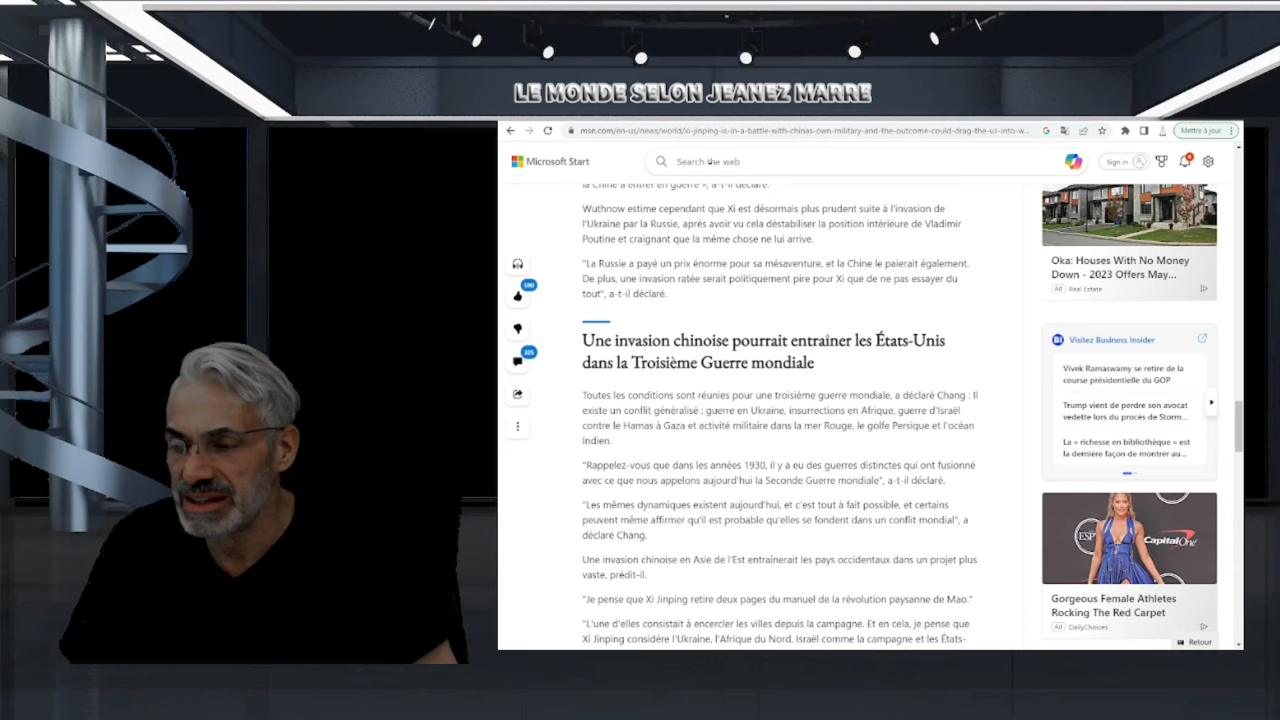 LE MONDE SELON JEANEZ MARRE
msn.com/en-us/news/world/xi-jinping-is-in-a-battle-with-chinas-own-military-and-the-outcome-could-drag-the-us-into-w...
Mettre à jour
Microsoft Start
Search the web
Sign in
la Chine à entrer en guerre », a-t-il déclaré.
Wuthnow estime cependant que Xi est désormais plus prudent suite à l'invasion de
l'Ukraine par la Russie, après avoir vu cela déstabiliser la position intérieure de Vladimir
Poutine et craignant que la même chose ne lui arrive.
"La Russie a payé un prix énorme pour sa mésaventure, et la Chine le paierait également.
De plus, une invasion ratée serait politiquement pire pour Xi que de ne pas essayer du
tout", a-t-il déclaré.
590
325
Une invasion chinoise pourrait entraîner les États-Unis
dans la Troisième Guerre mondiale
Toutes les conditions sont réunies pour une troisième guerre mondiale, a déclaré Chang : Il
existe un conflit généralisé : guerre en Ukraine, insurrections en Afrique, guerre d'Israël
contre le Hamas à Gaza et activité militaire dans la mer Rouge, le golfe Persique et l'océan
Indien.
"Rappelez-vous que dans les années 1930, il y a eu des guerres distinctes qui ont fusionné
avec ce que nous appelons aujourd'hui la Seconde Guerre mondiale", a-t-il déclaré.
"Les mêmes dynamiques existent aujourd'hui, et c'est tout à fait possible, et certains
peuvent même affirmer qu'il est probable qu'elles se fondent dans un conflit mondial", a
déclaré Chang.
Une invasion chinoise en Asie de l'Est entraînerait les pays occidentaux dans un projet plus
vaste, prédit-il.
"Je pense que Xi Jinping retire deux pages du manuel de la révolution paysanne de Mao."
"L'une d'elles consistait à encercler les villes depuis la campagne. Et en cela, je pense que
Xi Jinping considère l'Ukraine, l'Afrique du Nord, Israël comme la campagne et les États-
Oka: Houses With No Money
Down - 2023 Offers May...
Ad Real Estate
BI Visitez Business Insider
Vivek Ramaswamy se retire de la
course présidentielle du GOP
Trump vient de perdre son avocat
vedette lors du procès de Storm...
La « richesse en bibliothèque » est
la dernière façon de montrer au...
ESP
Capital One
Gorgeous Female Athletes
Rocking The Red Carpet
Ad DailyChoices
Retour